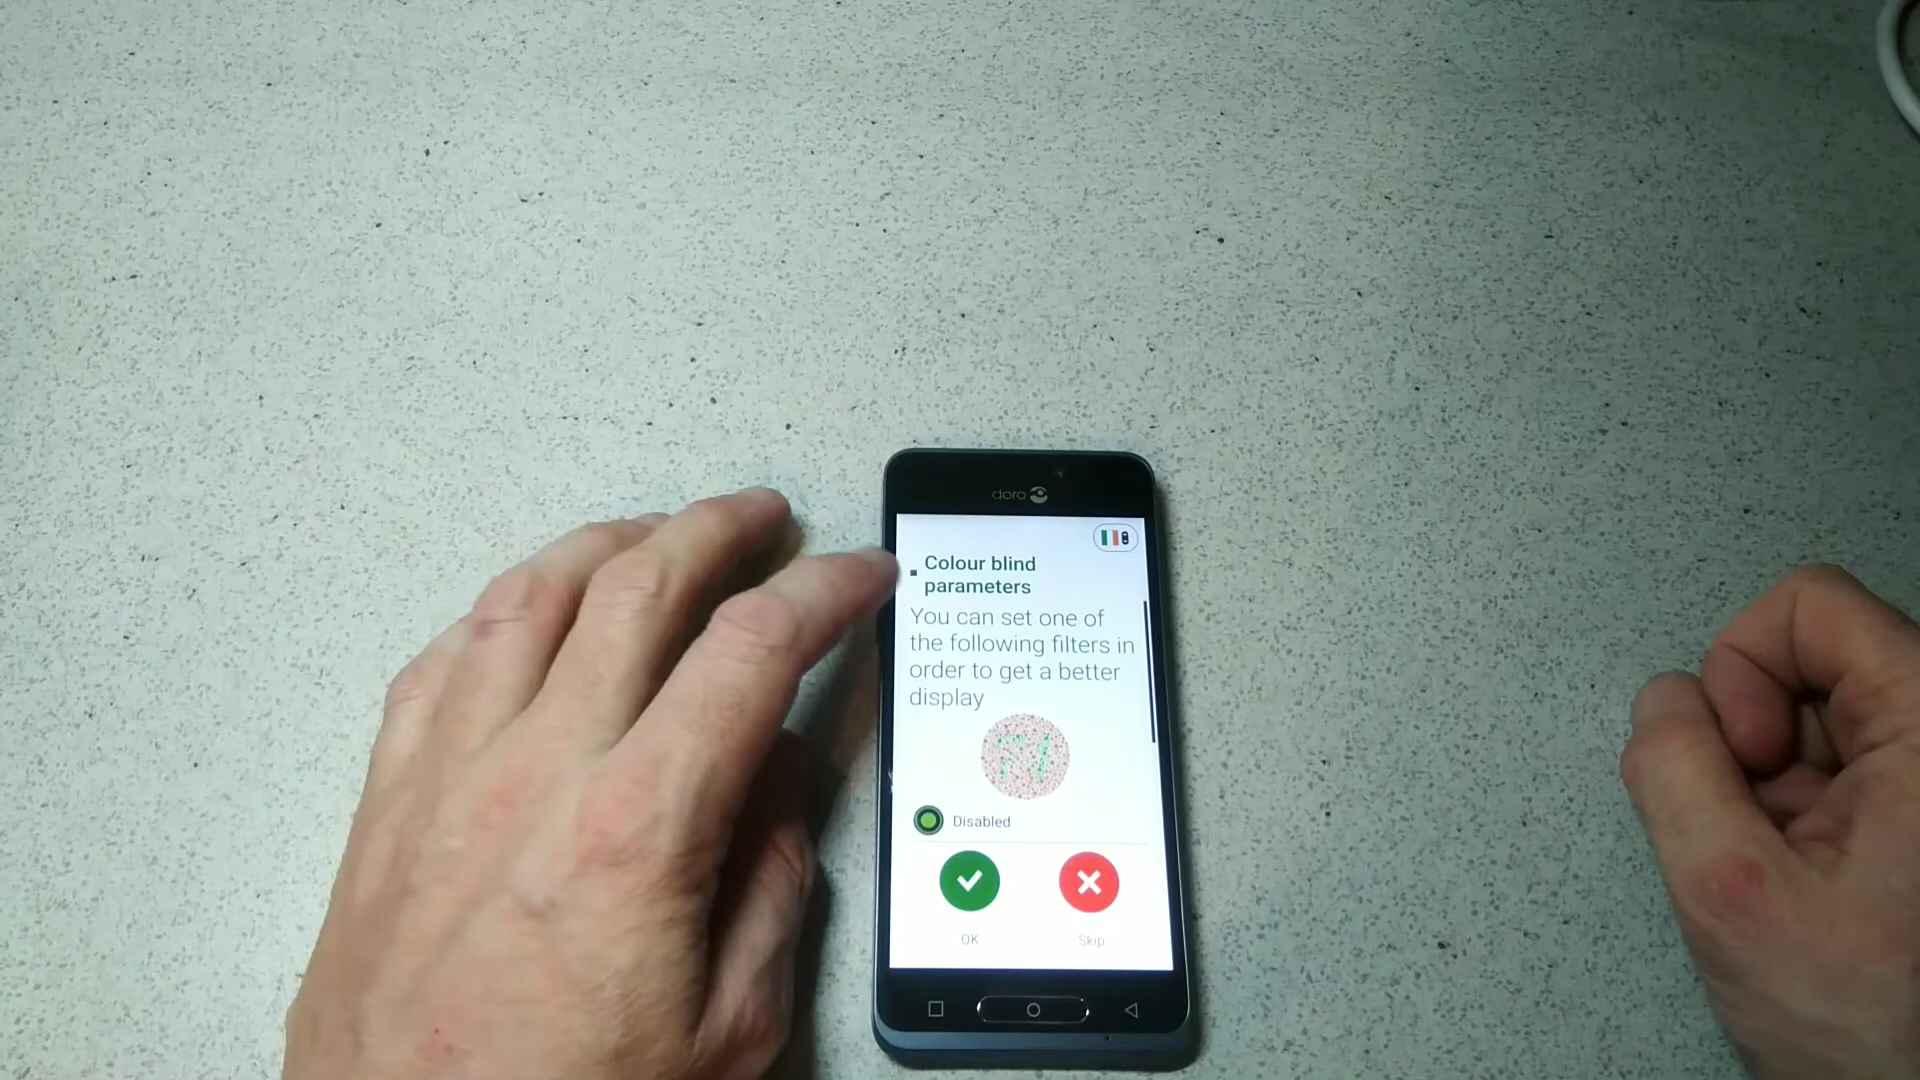 doro
Colour blind
parameters
You can set one of
the following filters in
order to get a better
display
71
Disabled
OK
Skip